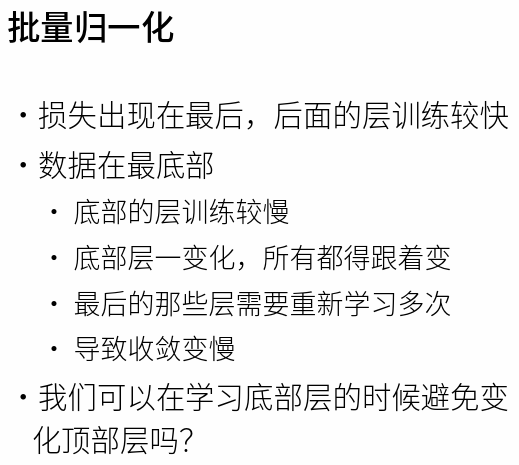 批量归一化
• 损失出现在最后，后面的层训练较快
• 数据在最底部
• 底部的层训练较慢
• 底部层一变化，所有都得跟着变
• 最后的那些层需要重新学习多次
• 导致收敛变慢
• 我们可以在学习底部层的时候避免变
化顶部层吗？